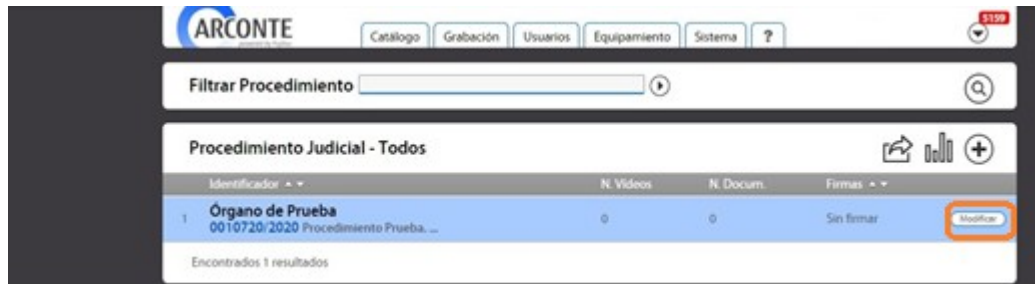 ARCONTE
Catálogo Grabación Usuarios Equipamiento Sistema ?
5159
Filtrar Procedimiento
Procedimiento Judicial - Todos
Identificador N. Videos N. Docum. Firmas
1 Órgano de Prueba 0 0 Sin firmar Modificar
0010720/2020 Procedimiento Prueba. ...
Encontrados 1 resultados